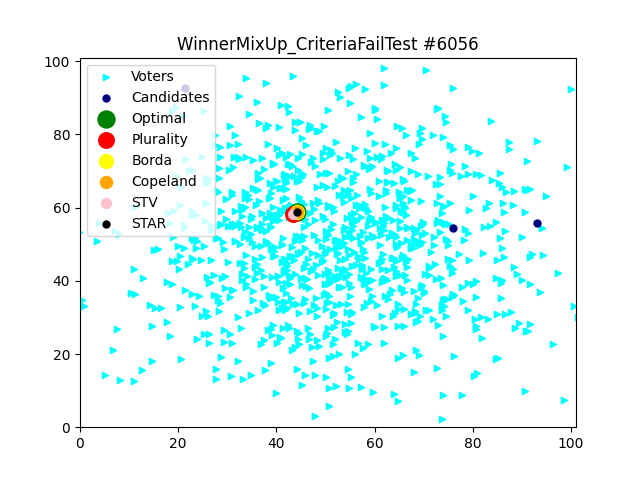 WinnerMixUp_CriteriaFailTest #6056
100
80
60
40
20
0
0
20
40
60
80
100
Voters
Candidates
Optimal
Plurality
Borda
Copeland
STV
STAR